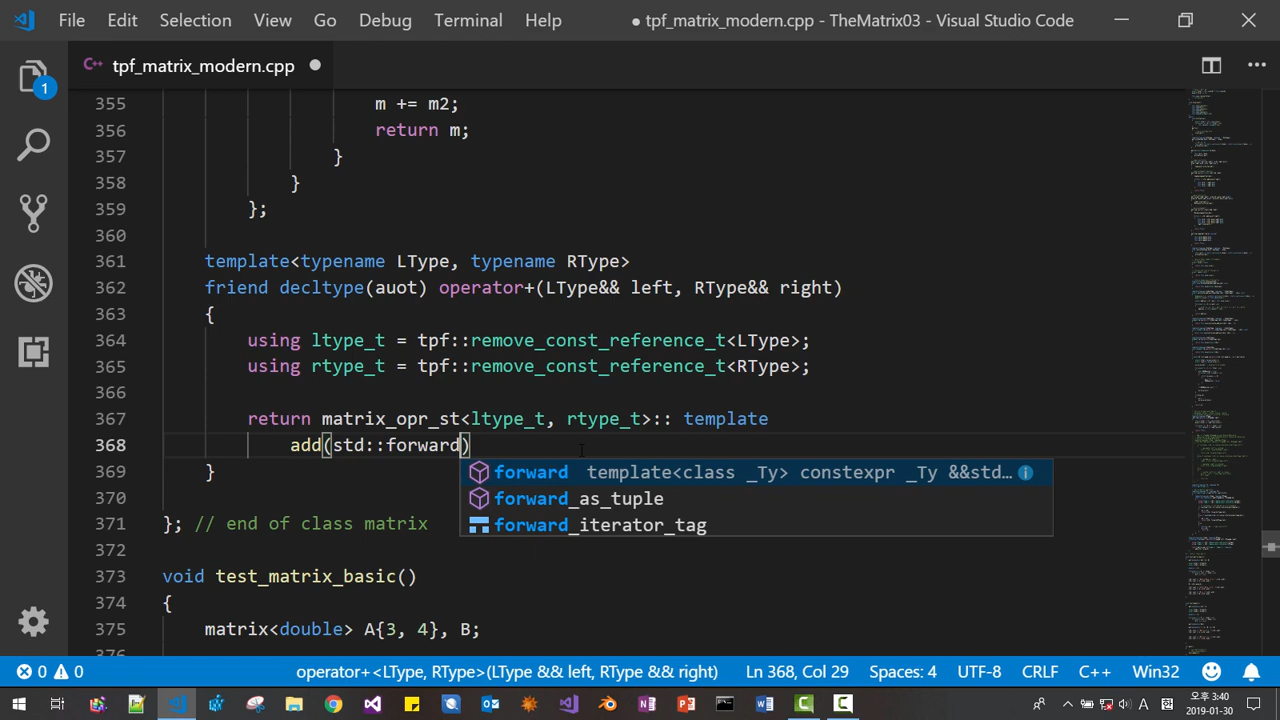 File Edit Selection View Go Debug Terminal Help ● tpf_matrix_modern.cpp - TheMatrix03 - Visual Studio Code
1
tpf_matrix_modern.cpp
355 m += m2;
356 return m;
357 }
358 }
359 };
360
361 template<typename LType, typename RType>
362 friend decltype(auot) operator+(LType&& left, RType&& right)
363 {
364 using ltype_t = tpf::remove_const_reference_t<LType>;
365 using rtype_t = tpf::remove_const_reference_t<RType>;
366
367 return matrix_opr_st<ltype_t, rtype_t>:: template
368 add(std::forward)
forward template<class _Ty> constexpr _Ty &&std…
369 }
370 forward_as_tuple
371 }; // end of class matrix
forward_iterator_tag
372
373 void test_matrix_basic()
374 {
375 matrix<double> A{3, 4}, B;
0 0 operator+<LType, RType>(LType && left, RType && right) Ln 368, Col 29 Spaces: 4 UTF-8 CRLF C++ Win32
오후 3:40
2019-01-30